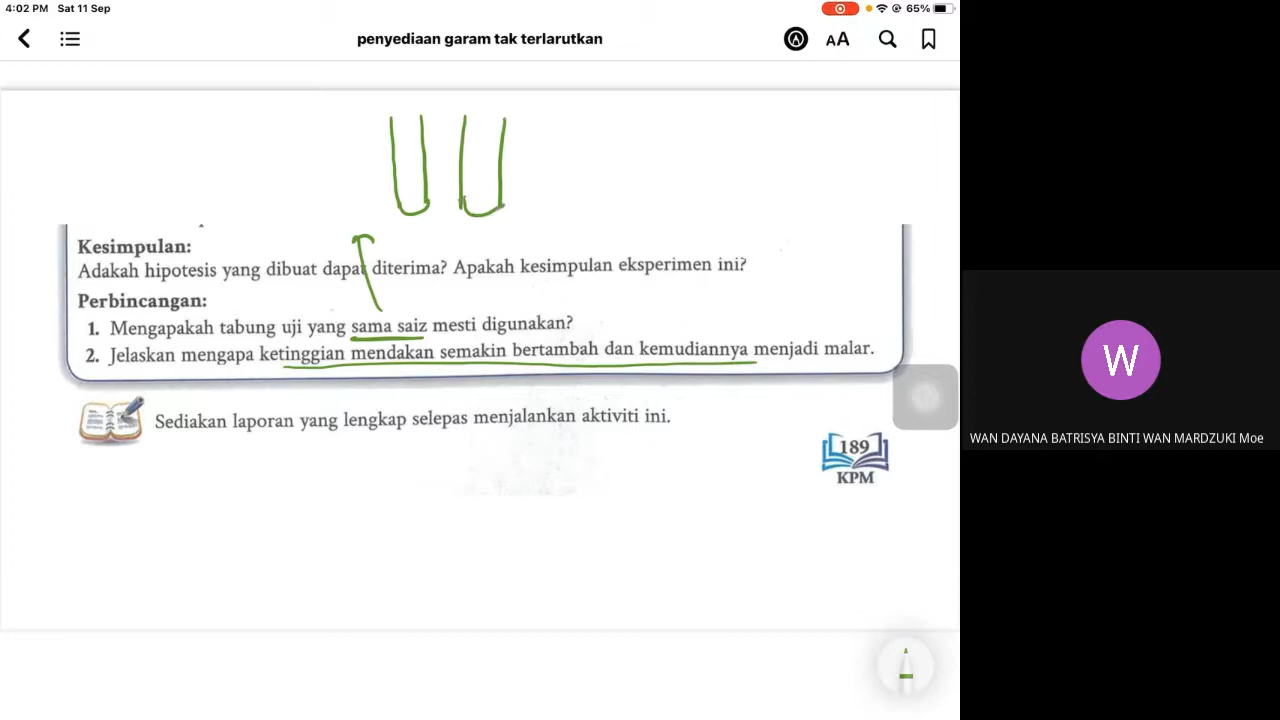 4:02 PM Sat 11 Sep
65%
penyediaan garam tak terlarutkan
AA
Kesimpulan:
Adakah hipotesis yang dibuat dapat diterima? Apakah kesimpulan eksperimen ini?
Perbincangan:
1. Mengapakah tabung uji yang sama saiz mesti digunakan?
2. Jelaskan mengapa ketinggian mendakan semakin bertambah dan kemudiannya menjadi malar.
Sediakan laporan yang lengkap selepas menjalankan aktiviti ini.
189
KPM
W
WAN DAYANA BATRISYA BINTI WAN MARDZUKI Moe